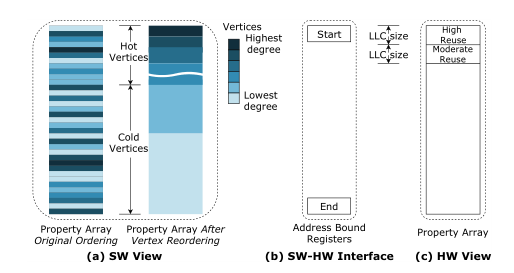 Hot
Vertices
Cold
Vertices
Property Array
Original Ordering
Property Array After
Vertex Reordering
(a) SW View
Vertices
Highest
degree
Lowest
degree
Start
End
Address Bound
Registers
(b) SW-HW Interface
LLC size
LLC size
High
Reuse
Moderate
Reuse
Property Array
(c) HW View